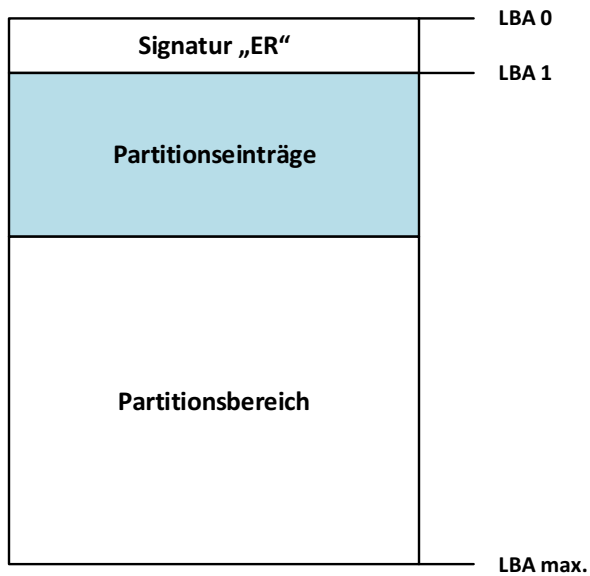 LBA 0
Signatur „ER“
LBA 1
Partitionseinträge
Partitionsbereich
LBA max.